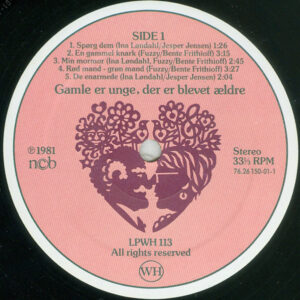 SIDE 1
1. Spørg dem (Ina Løndahl/Jesper Jensen) 1:26
2. En gammel knark (Fuzzy/Bente Frithioff)
3. Min mormor (Ina Løndahl, Fuzzy/Bente Frithioff) 2:45
4. Rød mand - grøn mand (Fuzzy/Bente Frithioff) 3:27
5. De enarmede (Ina Løndahl/Jesper Jensen) 2:04
Gamle er unge, der er blevet ældre
℗ 1981
ncb
Stereo
33⅓ RPM
76.26 150-01-1
LPWH 113
All rights reserved
WH